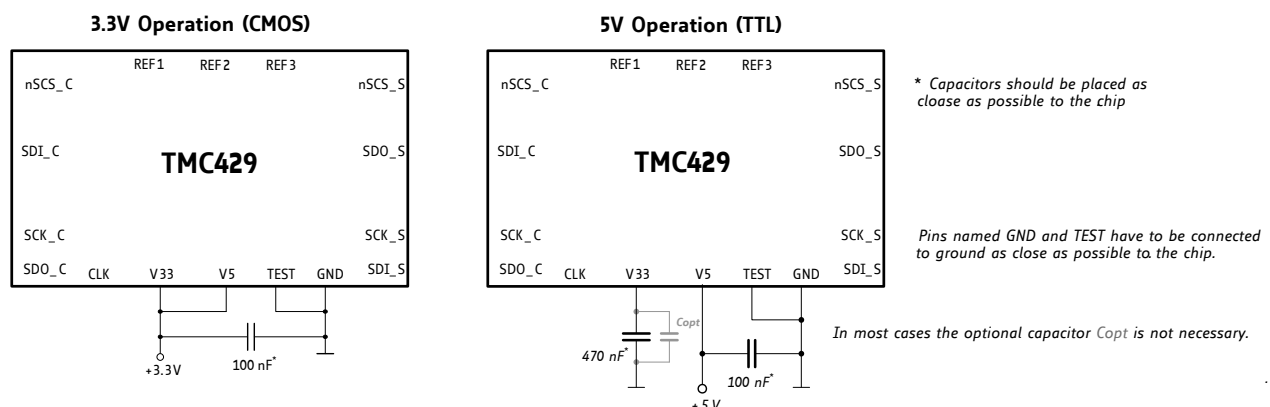 3.3V Operation (CMOS)
REF1 REF2 REF3
nSCS_C nSCS_S
SDI_C TMC429 SDO_S
SCK_C SCK_S
SDO_C CLK V33 V5 TEST GND SDI_S
100 nF*
+3.3V
5V Operation (TTL)
REF1 REF2 REF3
nSCS_C nSCS_S
SDI_C TMC429 SDO_S
SCK_C SCK_S
SDO_C CLK V33 V5 TEST GND SDI_S
Copt
470 nF*
100 nF*
+5V
* Capacitors should be placed as
cloase as possible to the chip
Pins named GND and TEST have to be connected
to ground as close as possible to the chip.
In most cases the optional capacitor Copt is not necessary.
.